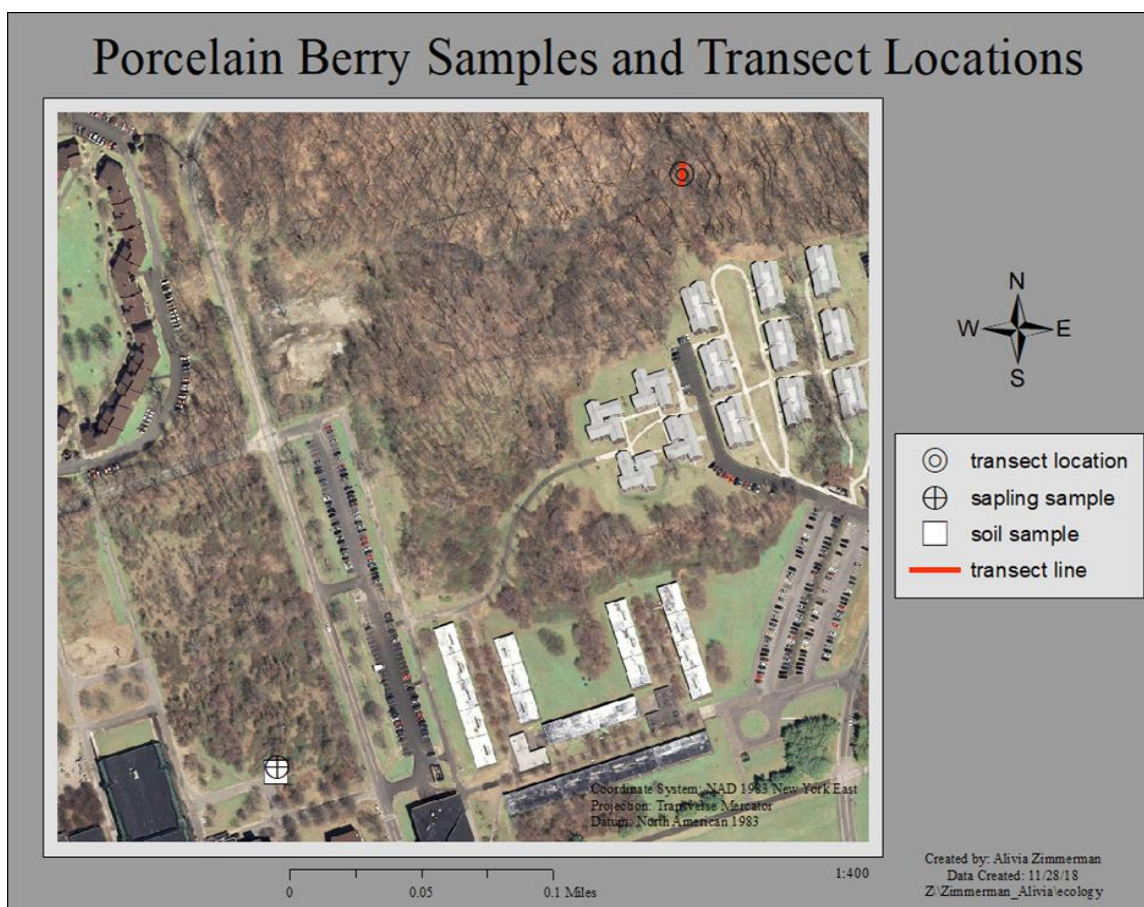 Porcelain Berry Samples and Transect Locations
N
W E
S
transect location
sapling sample
soil sample
transect line
Coordinate System: NAD 1983 New York East
Projection: Transverse Mercator
Datum: North American 1983
0 0.05 0.1 Miles
1:400
Created by: Alivia Zimmerman
Data Created: 11/28/18
Z:\Zimmerman_Alivia\ecology